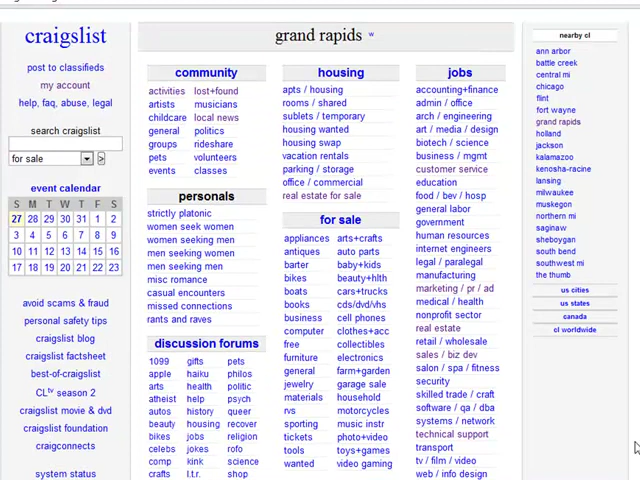 craigslist
post to classifieds
my account
help, faq, abuse, legal
search craigslist
for sale
>
event calendar
S M T W T F S
27 28 29 30 31 1 2
3 4 5 6 7 8 9
10 11 12 13 14 15 16
17 18 19 20 21 22 23
avoid scams & fraud
personal safety tips
craigslist blog
craigslist factsheet
best-of-craigslist
CLtv season 2
craigslist movie & dvd
craigslist foundation
craigconnects
system status
grand rapids w
community
activities lost+found
artists musicians
childcare local news
general politics
groups rideshare
pets volunteers
events classes
personals
strictly platonic
women seek women
women seeking men
men seeking women
men seeking men
misc romance
casual encounters
missed connections
rants and raves
discussion forums
1099 gifts pets
apple haiku philos
arts health politic
atheist help psych
autos history queer
beauty housing recover
bikes jobs religion
celebs jokes rofo
comp kink science
crafts l.t.r. shop
housing
apts / housing
rooms / shared
sublets / temporary
housing wanted
housing swap
vacation rentals
parking / storage
office / commercial
real estate for sale
for sale
appliances arts+crafts
antiques auto parts
barter baby+kids
bikes beauty+hlth
boats cars+trucks
books cds/dvd/vhs
business cell phones
computer clothes+acc
free collectibles
furniture electronics
general farm+garden
jewelry garage sale
materials household
rvs motorcycles
sporting music instr
tickets photo+video
tools toys+games
wanted video gaming
jobs
accounting+finance
admin / office
arch / engineering
art / media / design
biotech / science
business / mgmt
customer service
education
food / bev / hosp
general labor
government
human resources
internet engineers
legal / paralegal
manufacturing
marketing / pr / ad
medical / health
nonprofit sector
real estate
retail / wholesale
sales / biz dev
salon / spa / fitness
security
skilled trade / craft
software / qa / dba
systems / network
technical support
transport
tv / film / video
web / info design
nearby cl
ann arbor
battle creek
central mi
chicago
flint
fort wayne
grand rapids
holland
jackson
kalamazoo
kenosha-racine
lansing
milwaukee
muskegon
northern mi
saginaw
sheboygan
south bend
southwest mi
the thumb
us cities
us states
canada
cl worldwide